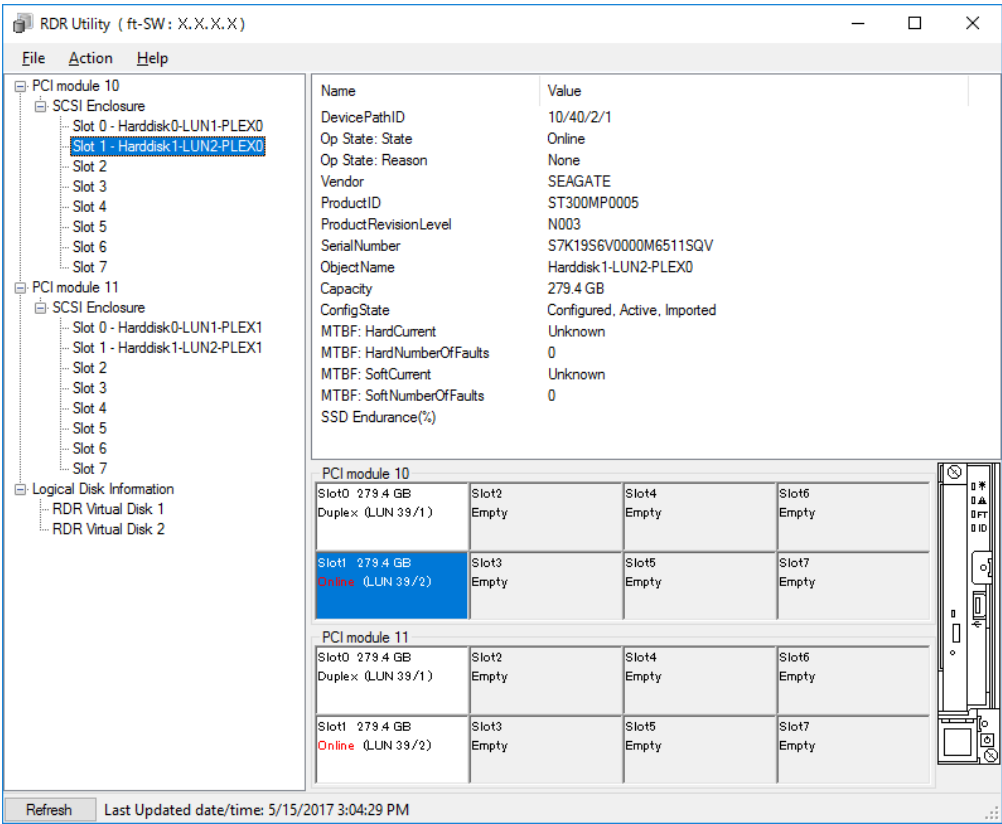 RDR Utility ( ft-SW : X.X.X.X )
File Action Help
PCI module 10
SCSI Enclosure
Slot 0 - Harddisk0-LUN1-PLEX0
Slot 1 - Harddisk1-LUN2-PLEX0
Slot 2
Slot 3
Slot 4
Slot 5
Slot 6
Slot 7
PCI module 11
SCSI Enclosure
Slot 0 - Harddisk0-LUN1-PLEX1
Slot 1 - Harddisk1-LUN2-PLEX1
Slot 2
Slot 3
Slot 4
Slot 5
Slot 6
Slot 7
Logical Disk Information
RDR Virtual Disk 1
RDR Virtual Disk 2
Name Value
DevicePathID 10/40/2/1
Op State: State Online
Op State: Reason None
Vendor SEAGATE
ProductID ST300MP0005
ProductRevisionLevel N003
SerialNumber S7K19S6V0000M6511SQV
ObjectName Harddisk1-LUN2-PLEX0
Capacity 279.4 GB
ConfigState Configured, Active, Imported
MTBF: HardCurrent Unknown
MTBF: HardNumberOfFaults 0
MTBF: SoftCurrent Unknown
MTBF: SoftNumberOfFaults 0
SSD Endurance(%)
PCI module 10
Slot0 279.4 GB Slot2 Slot4 Slot6
Duplex (LUN 39/1) Empty Empty Empty
Slot1 279.4 GB Slot3 Slot5 Slot7
Online (LUN 39/2) Empty Empty Empty
PCI module 11
Slot0 279.4 GB Slot2 Slot4 Slot6
Duplex (LUN 39/1) Empty Empty Empty
Slot1 279.4 GB Slot3 Slot5 Slot7
Online (LUN 39/2) Empty Empty Empty
FT
ID
Refresh Last Updated date/time: 5/15/2017 3:04:29 PM